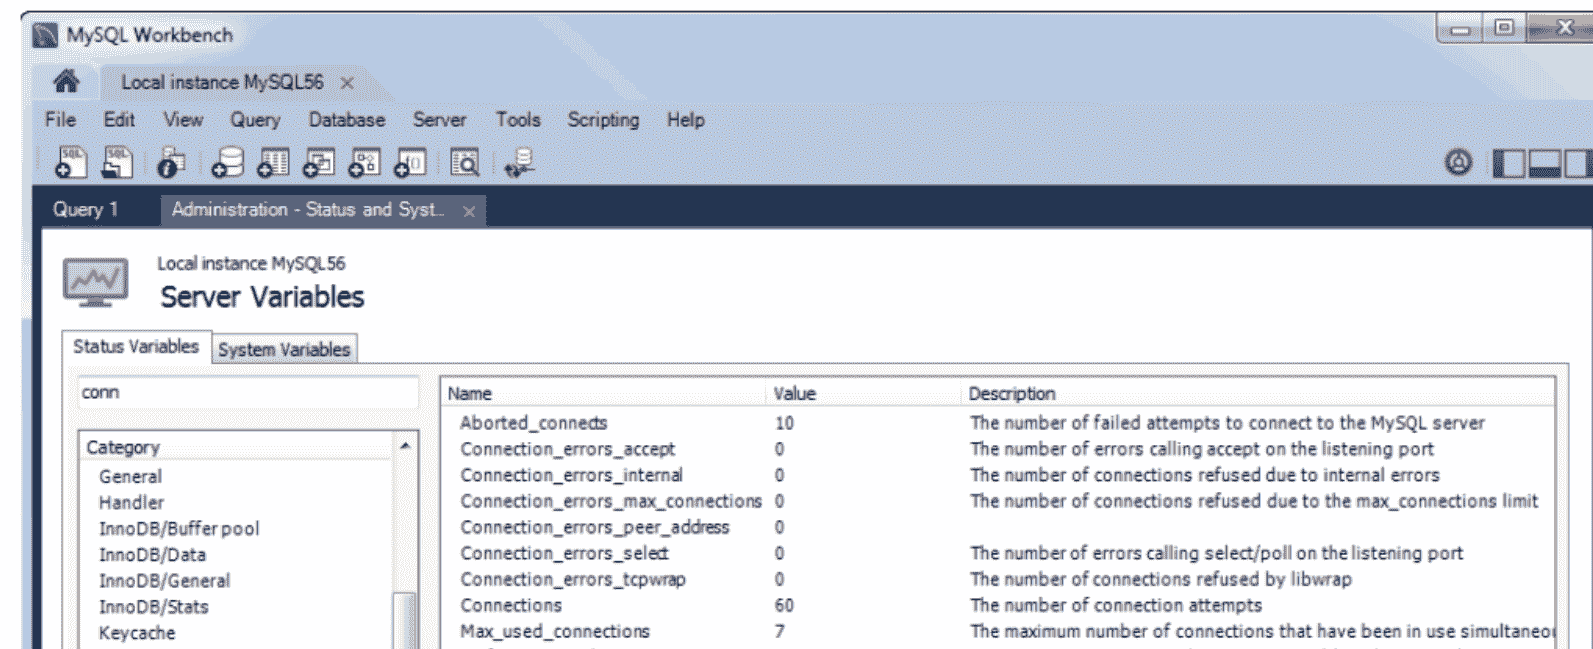 MySQL Workbench
Local instance MySQL56
File Edit View Query Database Server Tools Scripting Help
Query 1 Administration - Status and Syst...
Local instance MySQL56
Server Variables
Status Variables System Variables
conn
Name Value Description
Aborted_connects 10 The number of failed attempts to connect to the MySQL server
Category
Connection_errors_accept 0 The number of errors calling accept on the listening port
General
Connection_errors_internal 0 The number of connections refused due to internal errors
Handler
Connection_errors_max_connections 0 The number of connections refused due to the max_connections limit
InnoDB/Buffer pool
Connection_errors_peer_address 0
InnoDB/Data
Connection_errors_select 0 The number of errors calling select/poll on the listening port
InnoDB/General
Connection_errors_tcpwrap 0 The number of connections refused by libwrap
InnoDB/Stats
Connections 60 The number of connection attempts
Keycache
Max_used_connections 7 The maximum number of connections that have been in use